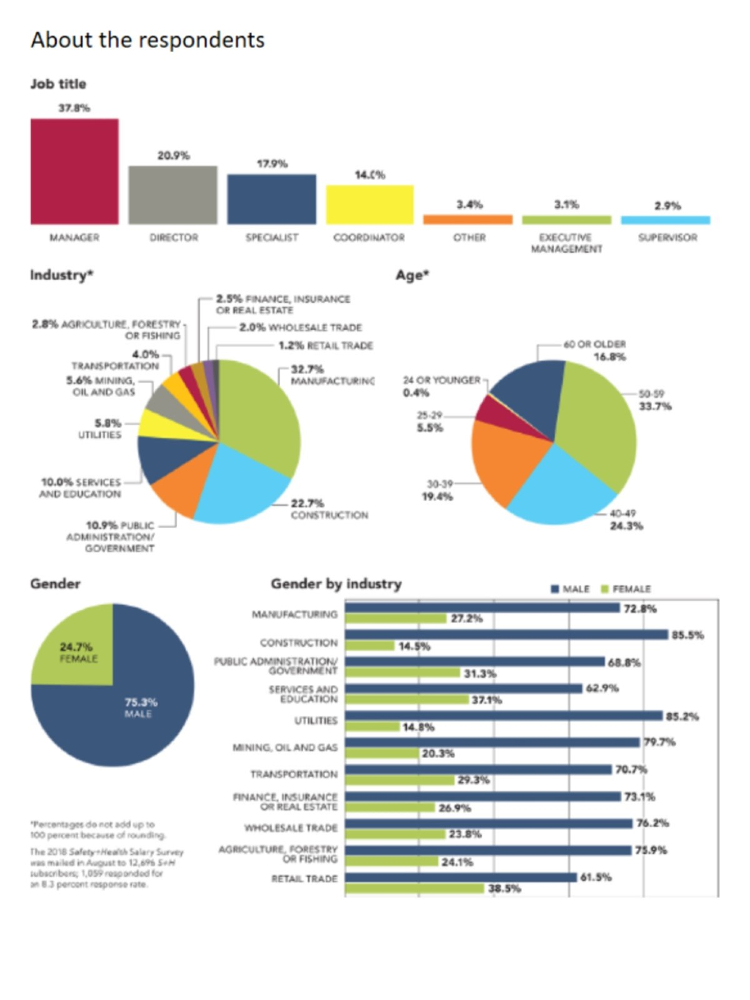 About the respondents
Job title
37.8%
20.9%
17.9%
14.0%
3.4%
3.1%
2.9%
MANAGER
DIRECTOR
SPECIALIST
COORDINATOR
OTHER
EXECUTIVE
MANAGEMENT
SUPERVISOR
Industry*
2.5% FINANCE, INSURANCE
OR REAL ESTATE
2.8% AGRICULTURE, FORESTRY
OR FISHING
2.0% WHOLESALE TRADE
1.2% RETAIL TRADE
4.0%
TRANSPORTATION
32.7%
MANUFACTURING
5.6% MINING,
OIL AND GAS
5.8%
UTILITIES
10.0% SERVICES
AND EDUCATION
22.7%
CONSTRUCTION
10.9% PUBLIC
ADMINISTRATION/
GOVERNMENT
Age*
60 OR OLDER
16.8%
24 OR YOUNGER
0.4%
50-59
33.7%
25-29
5.5%
30-39
19.4%
40-49
24.3%
Gender
24.7%
FEMALE
75.3%
MALE
Gender by industry
MALE FEMALE
MANUFACTURING
72.8%
27.2%
CONSTRUCTION
85.5%
14.5%
PUBLIC ADMINISTRATION/
GOVERNMENT
68.8%
31.3%
SERVICES AND
EDUCATION
62.9%
37.1%
UTILITIES
85.2%
14.8%
MINING, OIL AND GAS
79.7%
20.3%
TRANSPORTATION
70.7%
29.3%
FINANCE, INSURANCE
OR REAL ESTATE
73.1%
26.9%
WHOLESALE TRADE
76.2%
23.8%
AGRICULTURE, FORESTRY
OR FISHING
75.9%
24.1%
RETAIL TRADE
61.5%
38.5%
*Percentages do not add up to
100 percent because of rounding.
The 2018 Safety+Health Salary Survey
was mailed in August to 12,696 S+H
subscribers; 1,059 responded for
an 8.3 percent response rate.